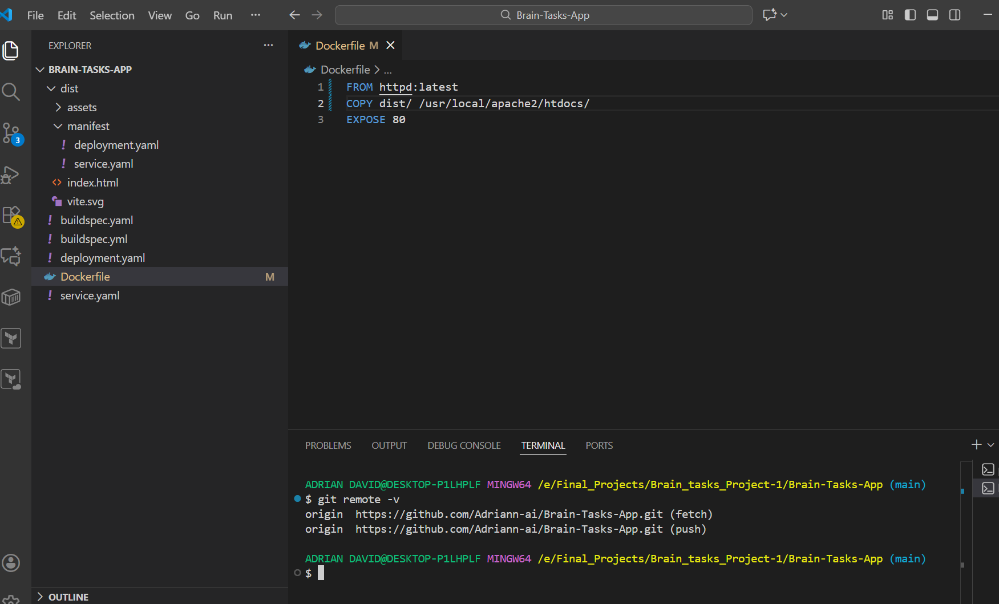 File Edit Selection View Go Run ···
Brain-Tasks-App
EXPLORER ···
BRAIN-TASKS-APP
dist
assets
manifest
! deployment.yaml
! service.yaml
<> index.html
vite.svg
! buildspec.yaml
! buildspec.yml
! deployment.yaml
Dockerfile M
! service.yaml
OUTLINE
3
Dockerfile M
Dockerfile > ...
1 FROM httpd:latest
2 COPY dist/ /usr/local/apache2/htdocs/
3 EXPOSE 80
PROBLEMS OUTPUT DEBUG CONSOLE TERMINAL PORTS
ADRIAN DAVID@DESKTOP-P1LHPLF MINGW64 /e/Final_Projects/Brain_tasks_Project-1/Brain-Tasks-App (main)
$ git remote -v
origin  https://github.com/Adriann-ai/Brain-Tasks-App.git (fetch)
origin  https://github.com/Adriann-ai/Brain-Tasks-App.git (push)
ADRIAN DAVID@DESKTOP-P1LHPLF MINGW64 /e/Final_Projects/Brain_tasks_Project-1/Brain-Tasks-App (main)
$